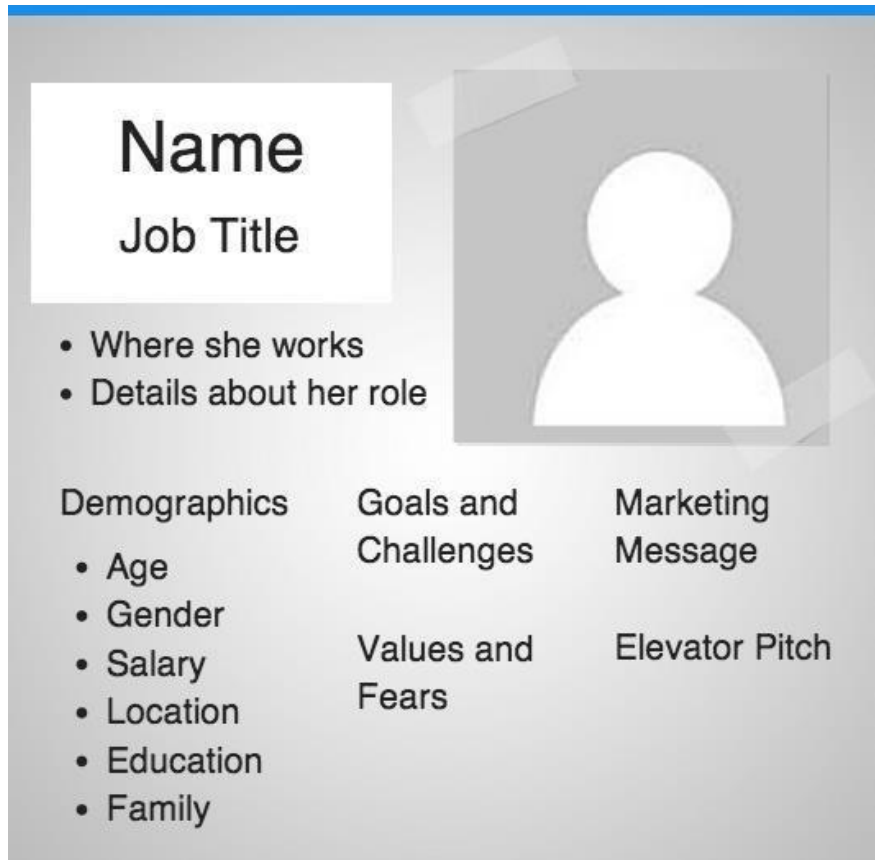 Name
Job Title
• Where she works
• Details about her role
Demographics
• Age
• Gender
• Salary
• Location
• Education
• Family
Goals and
Challenges
Values and
Fears
Marketing
Message
Elevator Pitch